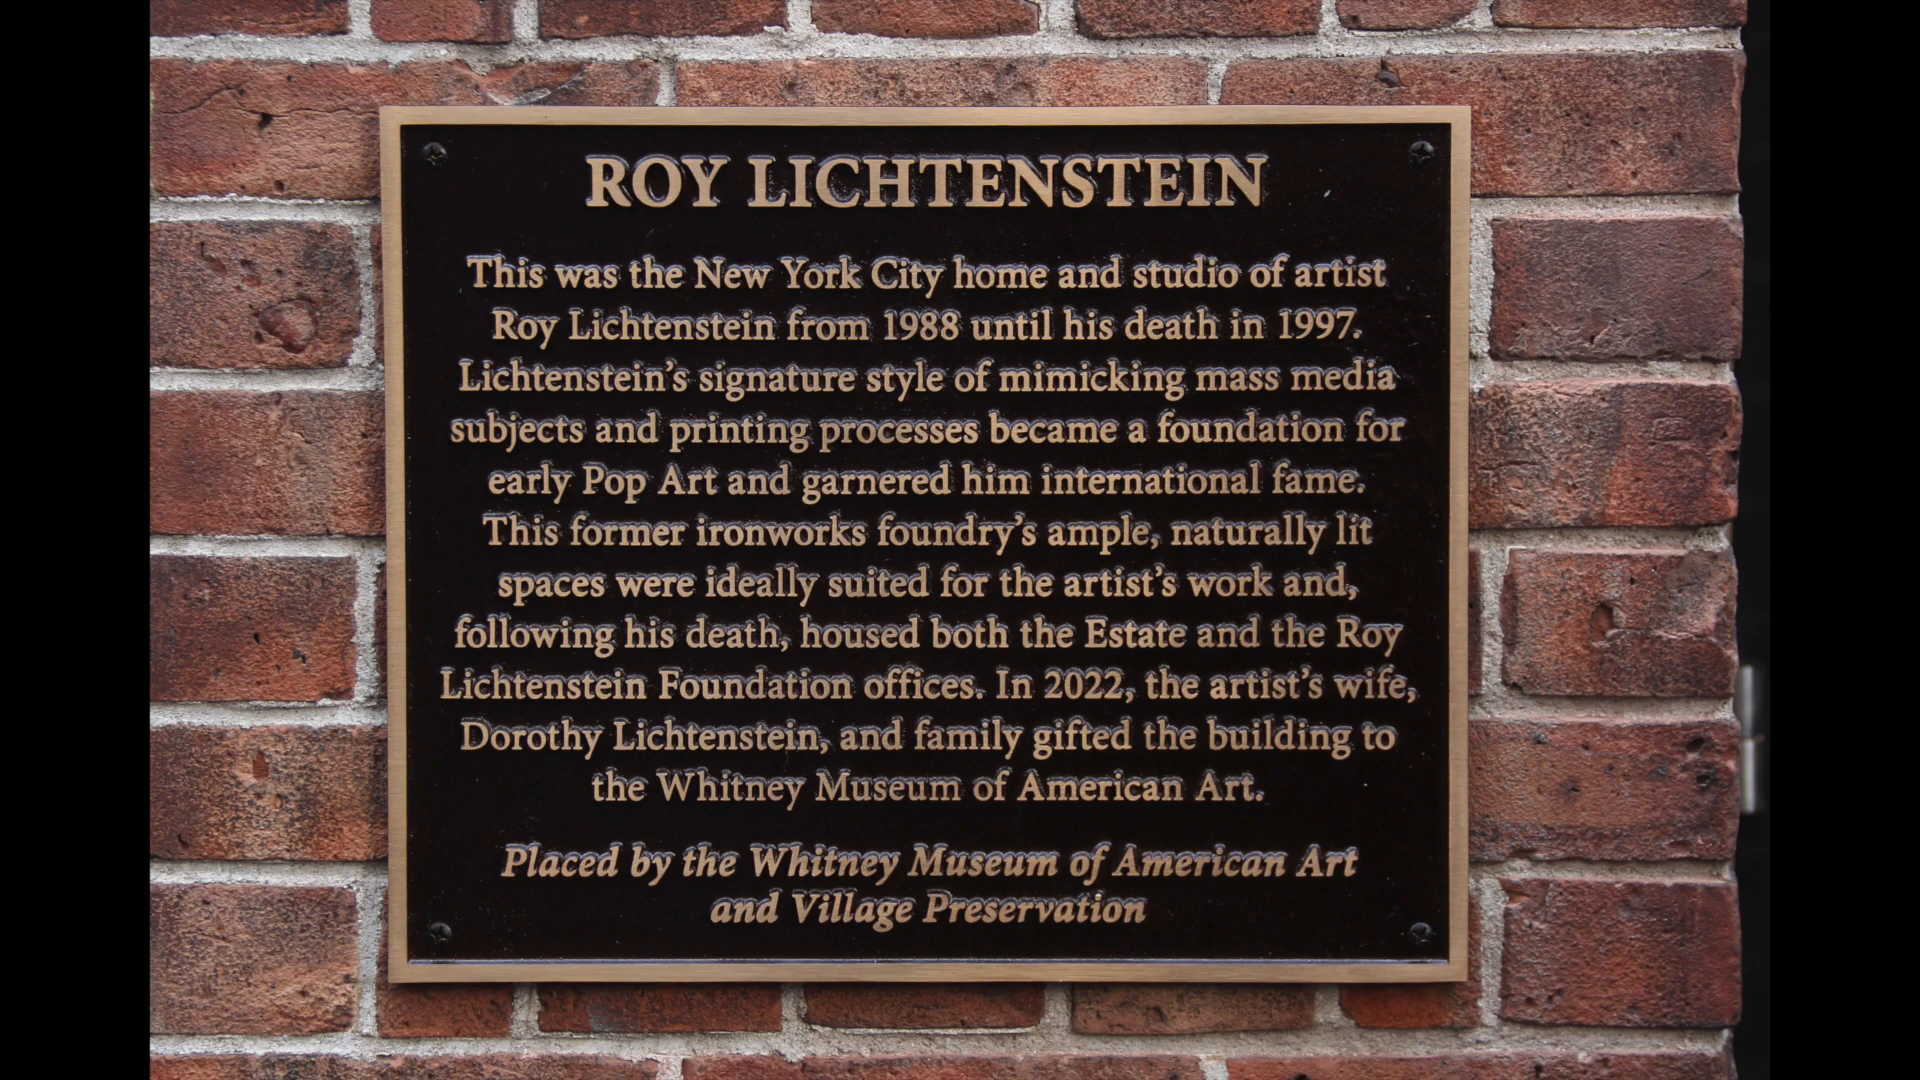 ROY LICHTENSTEIN
This was the New York City home and studio of artist
Roy Lichtenstein from 1988 until his death in 1997.
Lichtenstein's signature style of mimicking mass media
subjects and printing processes became a foundation for
early Pop Art and garnered him international fame.
This former ironworks foundry's ample, naturally lit
spaces were ideally suited for the artist's work and,
following his death, housed both the Estate and the Roy
Lichtenstein Foundation offices. In 2022, the artist's wife,
Dorothy Lichtenstein, and family gifted the building to
the Whitney Museum of American Art.
Placed by the Whitney Museum of American Art
and Village Preservation